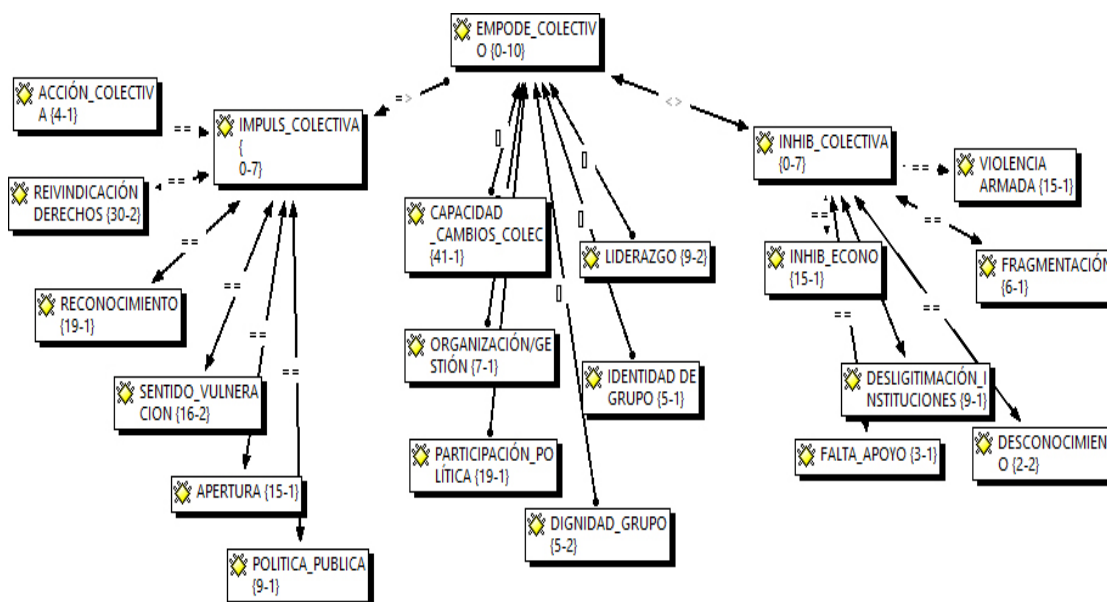 EMPODE_COLECTIV
O {0-10}
=>
<>
ACCIÓN_COLECTIV
A {4-1}
==
IMPULS_COLECTIVA
{
0-7}
INHIB_COLECTIVA
{0-7}
==
VIOLENCIA
ARMADA {15-1}
REIVINDICACIÓN
DERECHOS {30-2}
==
==
==
CAPACIDAD
_CAMBIOS_COLEC
{41-1}
LIDERAZGO {9-2}
INHIB_ECONO
{15-1}
==
FRAGMENTACIÓN
{6-1}
RECONOCIMIENTO
{19-1}
==
==
==
==
==
ORGANIZACIÓN/GE
STIÓN {7-1}
IDENTIDAD DE
GRUPO {5-1}
DESLIGITIMACIÓN_I
NSTITUCIONES {9-1}
SENTIDO_VULNERA
CION {16-2}
PARTICIPACIÓN_PO
LÍTICA {19-1}
FALTA_APOYO {3-1}
DESCONOCIMIEN
O {2-2}
APERTURA {15-1}
DIGNIDAD_GRUPO
{5-2}
POLITICA_PUBLICA
{9-1}